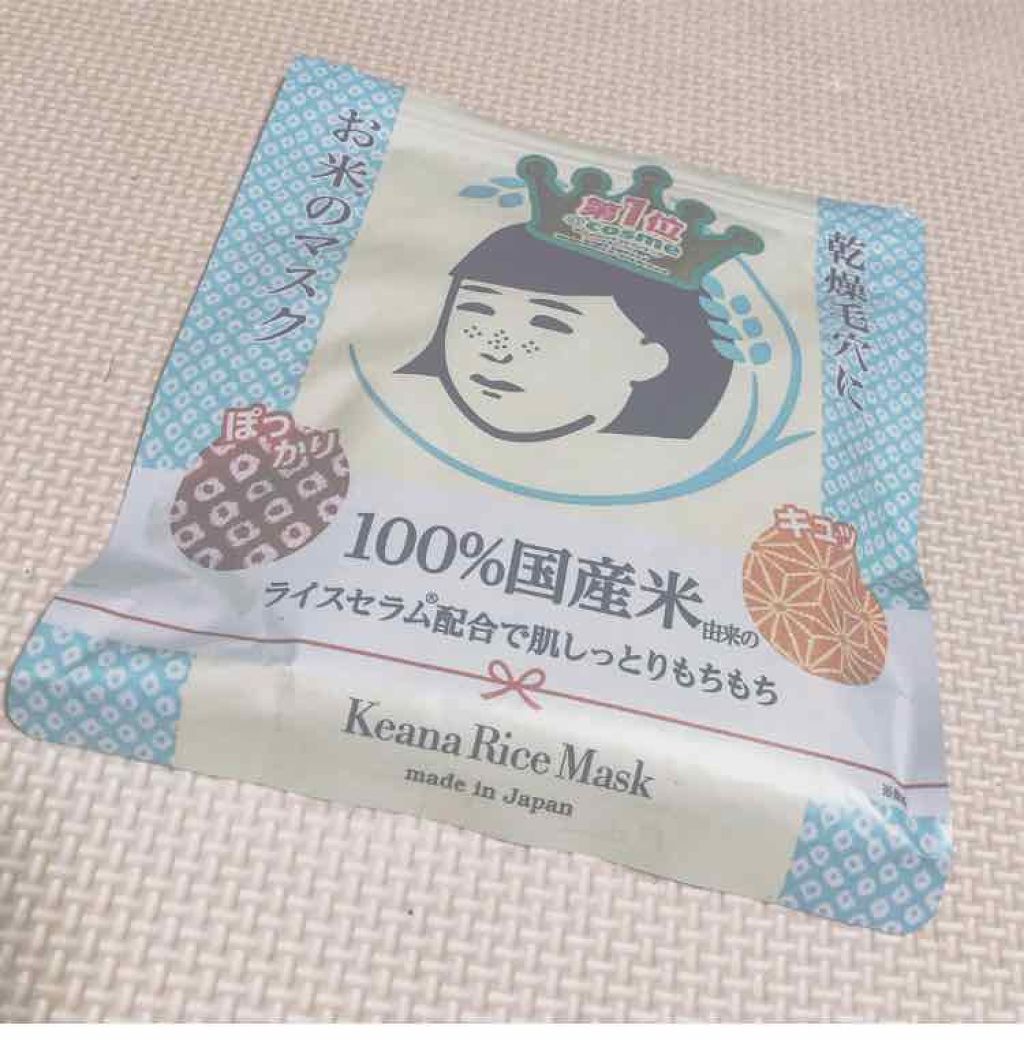 お米のマスク
乾燥毛穴に
第1位
@cosme
ぽっ
かり
キュッ
100%国産米由来の
ライスセラム®配合で肌しっとりもちもち
Keana Rice Mask
made in Japan